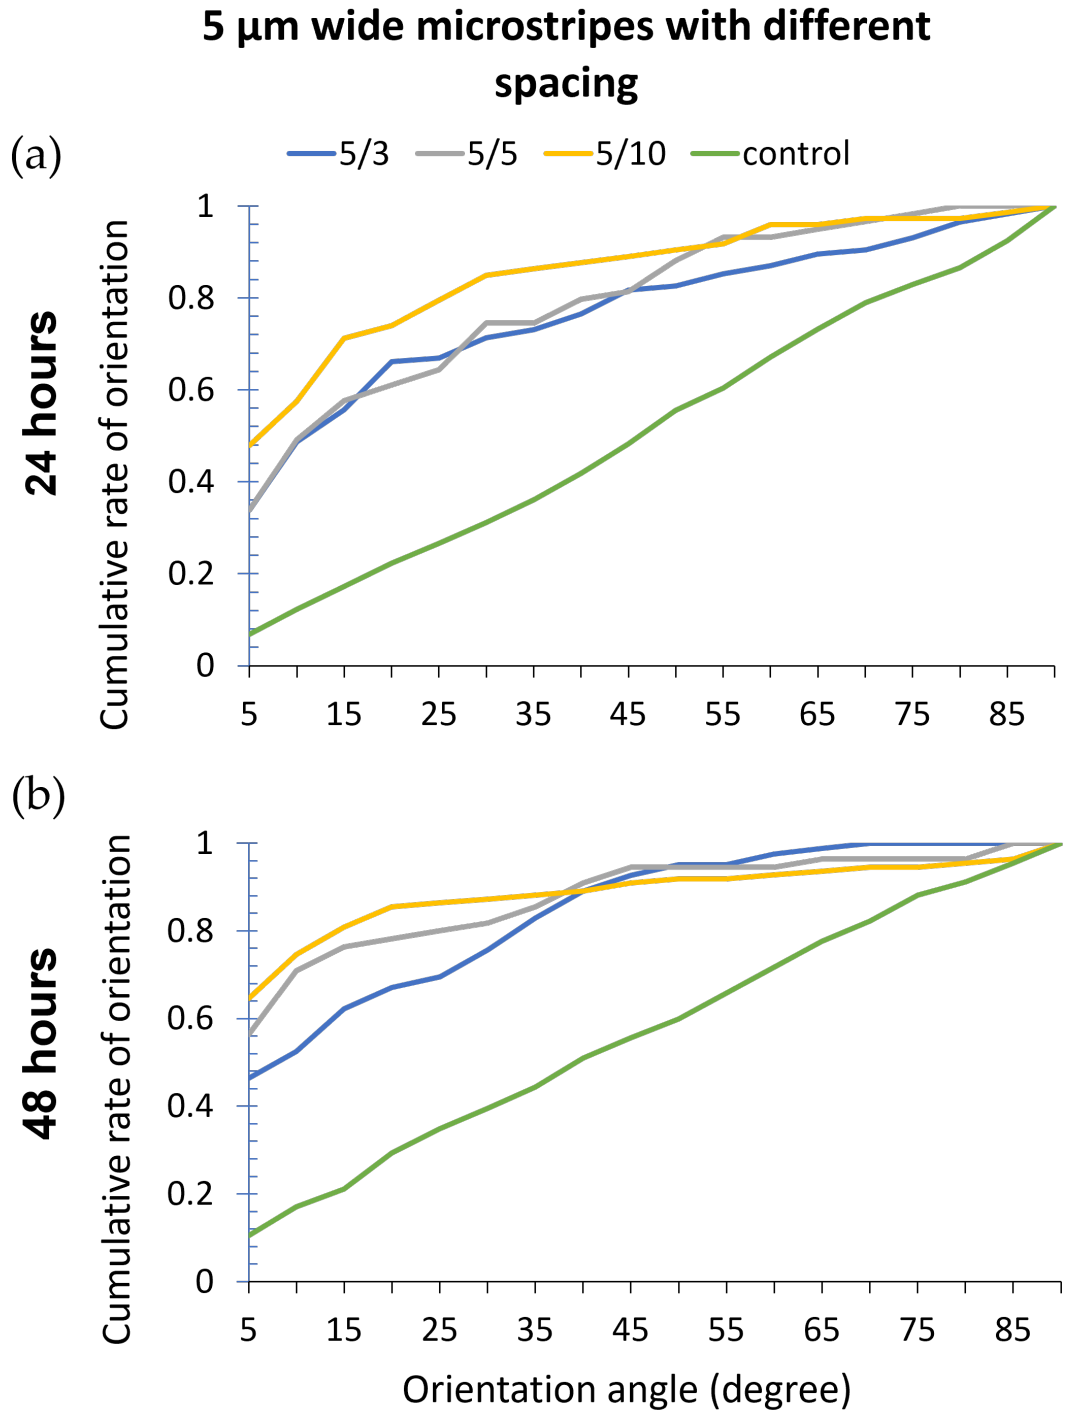 5 µm wide microstripes with different
spacing
(a)
5/3 5/5 5/10 control
24 hours
Cumulative rate of orientation
1
0.8
0.6
0.4
0.2
0
5 15 25 35 45 55 65 75 85
(b)
48 hours
Cumulative rate of orientation
1
0.8
0.6
0.4
0.2
0
5 15 25 35 45 55 65 75 85
Orientation angle (degree)